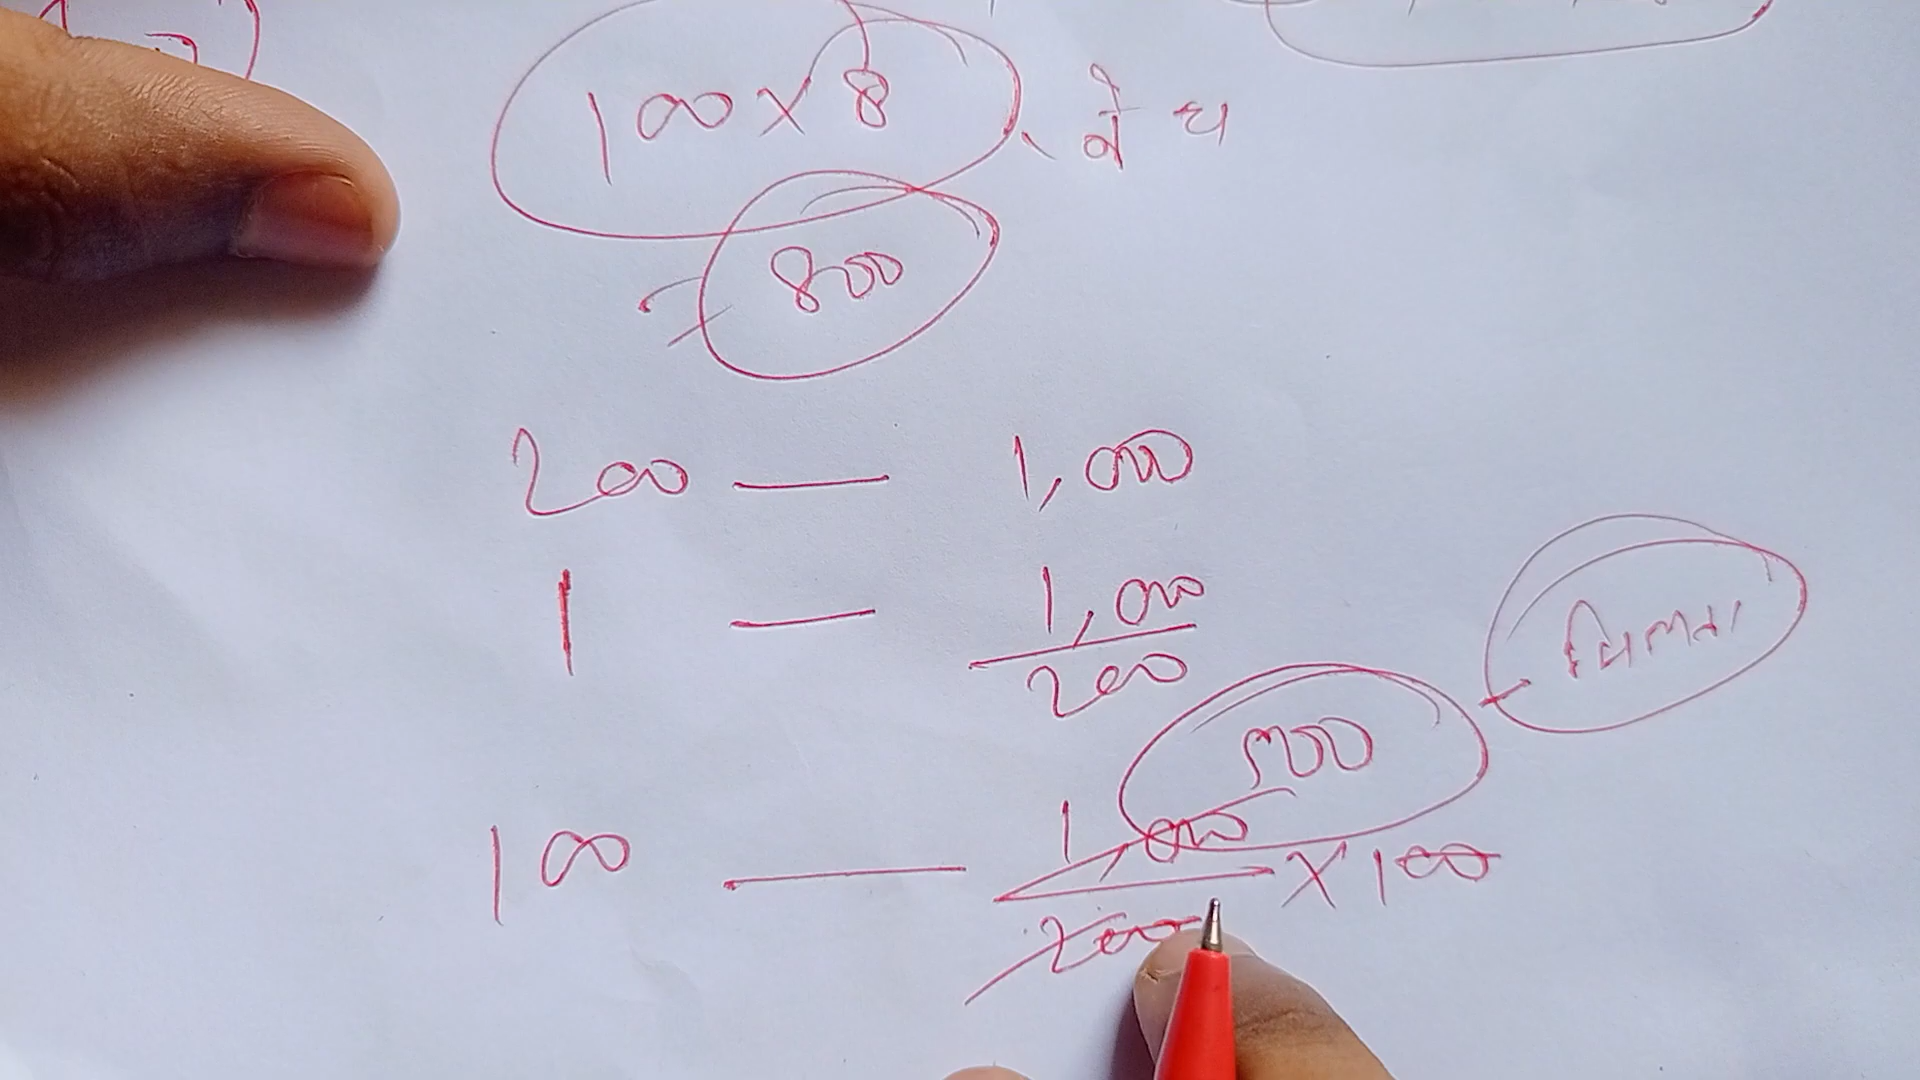 100 x 8
= 800
200 — 1,000
1 — 1,000
200
500
100 — 1,000 x 100
200